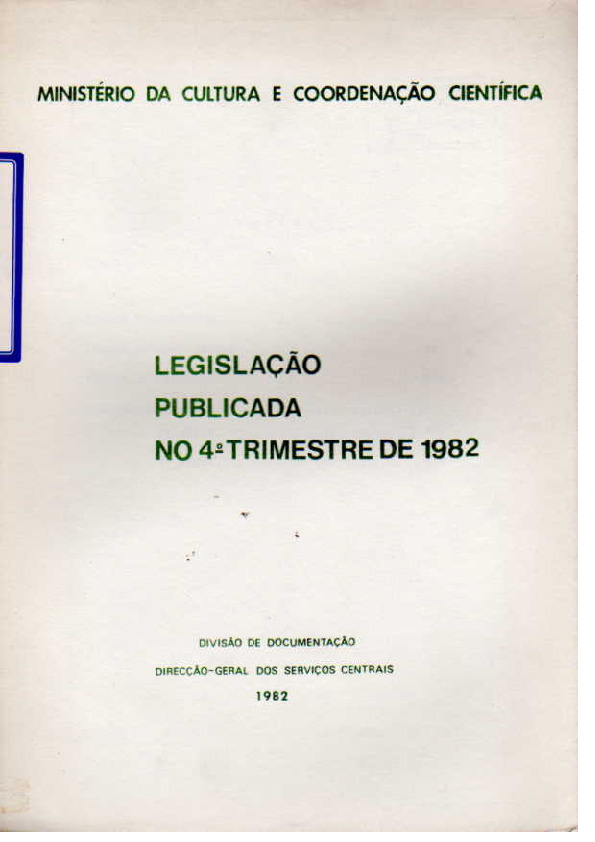 MINISTÉRIO DA CULTURA E COORDENAÇÃO CIENTÍFICA
LEGISLAÇÃO
PUBLICADA
NO 4º TRIMESTRE DE 1982
DIVISÃO DE DOCUMENTAÇÃO
DIRECÇÃO-GERAL DOS SERVIÇOS CENTRAIS
1982